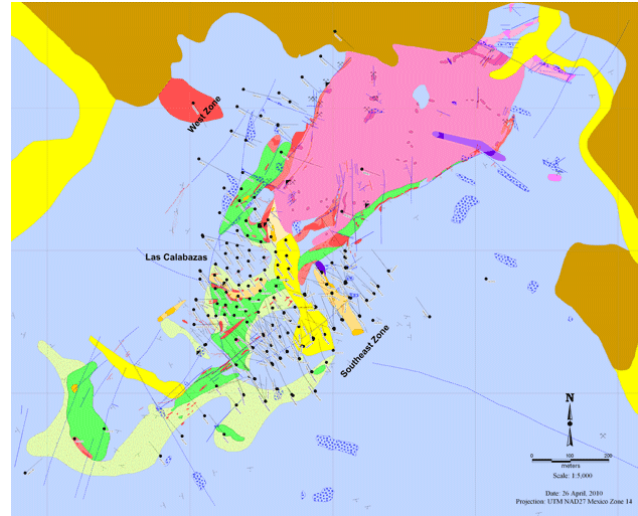 West Zone
Las Calabazas
Southeast Zone
N
0 100 200
meters
Scale: 1:5,000
Date: 26 April, 2010
Projection: UTM NAD27 Mexico Zone 14